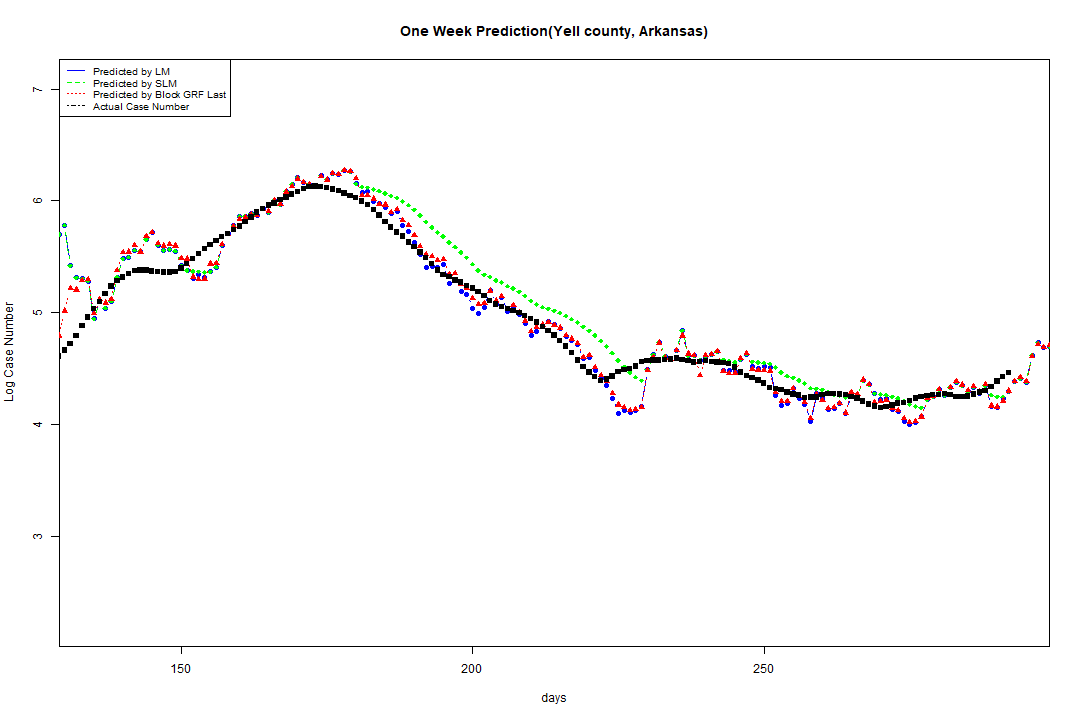 One Week Prediction(Yell county, Arkansas)
Predicted by LM
Predicted by SLM
Predicted by Block GRF Last
Actual Case Number
7
6
5
4
3
Log Case Number
150
200
250
days